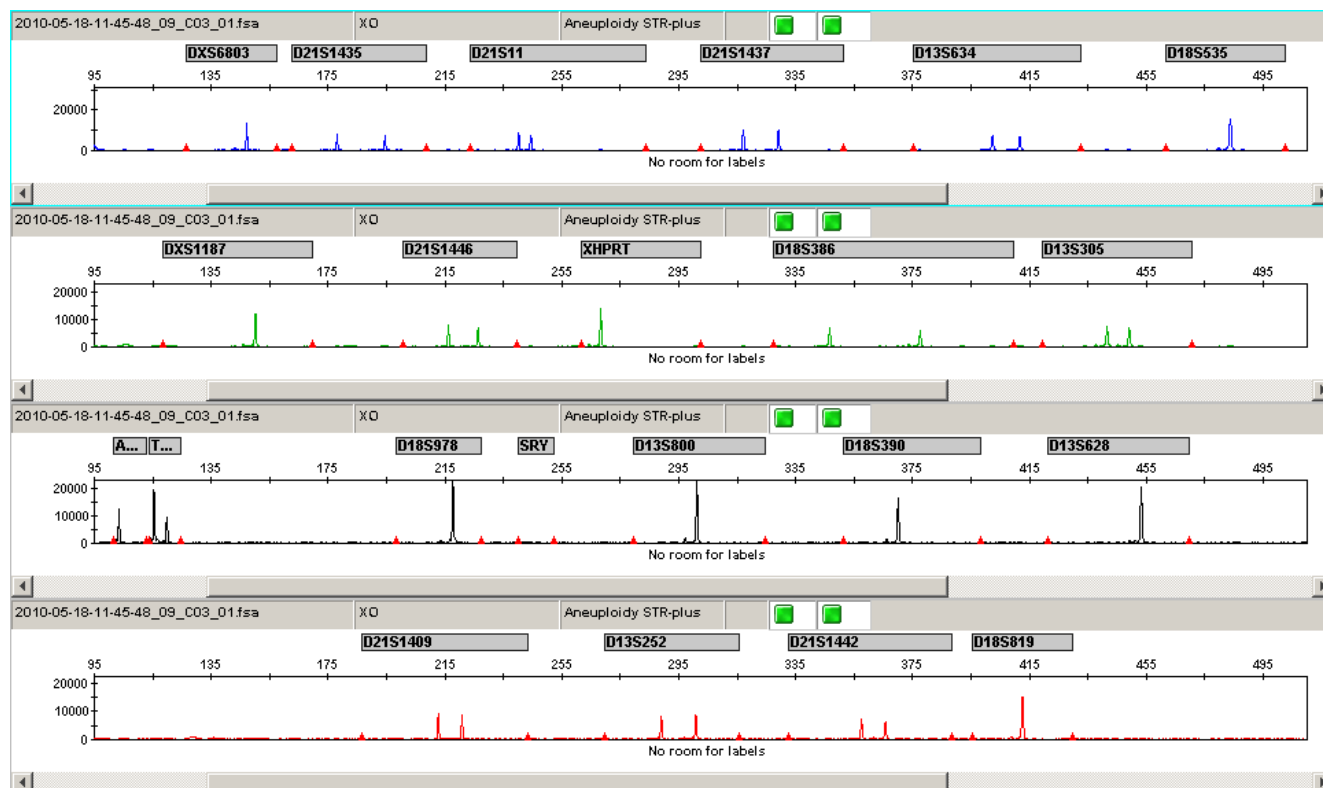 2010-05-18-11-45-48_09_C03_01.fsa XO Aneuploidy STR-plus
DXS6803 D21S1435 D21S11 D21S1437 D13S634 D18S535
95 135 175 215 255 295 335 375 415 455 495
20000
0
No room for labels
2010-05-18-11-45-48_09_C03_01.fsa XO Aneuploidy STR-plus
DXS1187 D21S1446 XHPRT D18S386 D13S305
95 135 175 215 255 295 335 375 415 455 495
20000
10000
0
No room for labels
2010-05-18-11-45-48_09_C03_01.fsa XO Aneuploidy STR-plus
A... T... D18S978 SRY D13S800 D18S390 D13S628
95 135 175 215 255 295 335 375 415 455 495
20000
10000
0
No room for labels
2010-05-18-11-45-48_09_C03_01.fsa XO Aneuploidy STR-plus
D21S1409 D13S252 D21S1442 D18S819
95 135 175 215 255 295 335 375 415 455 495
20000
10000
0
No room for labels